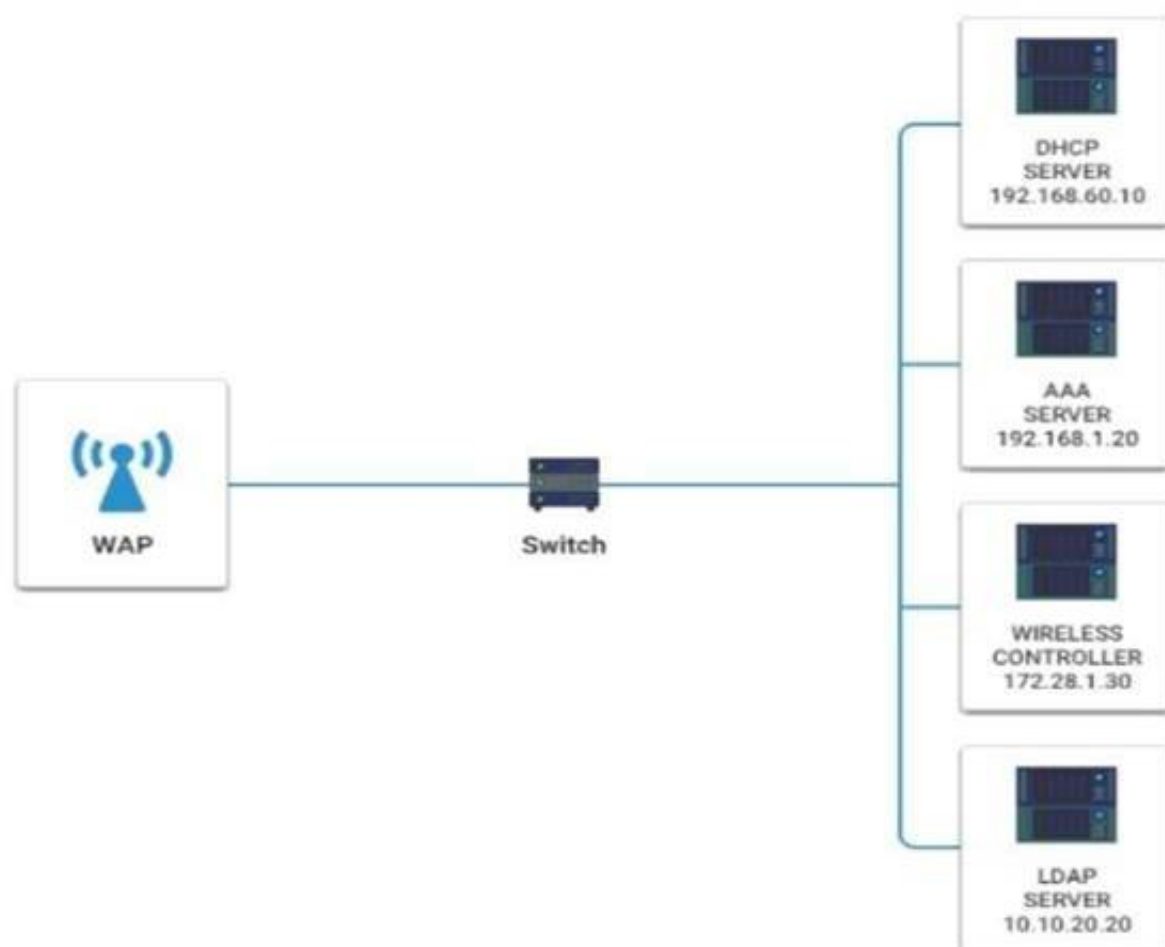 DHCP
SERVER
192.168.60.10
AAA
SERVER
192.168.1.20
WAP
Switch
WIRELESS
CONTROLLER
172.28.1.30
LDAP
SERVER
10.10.20.20